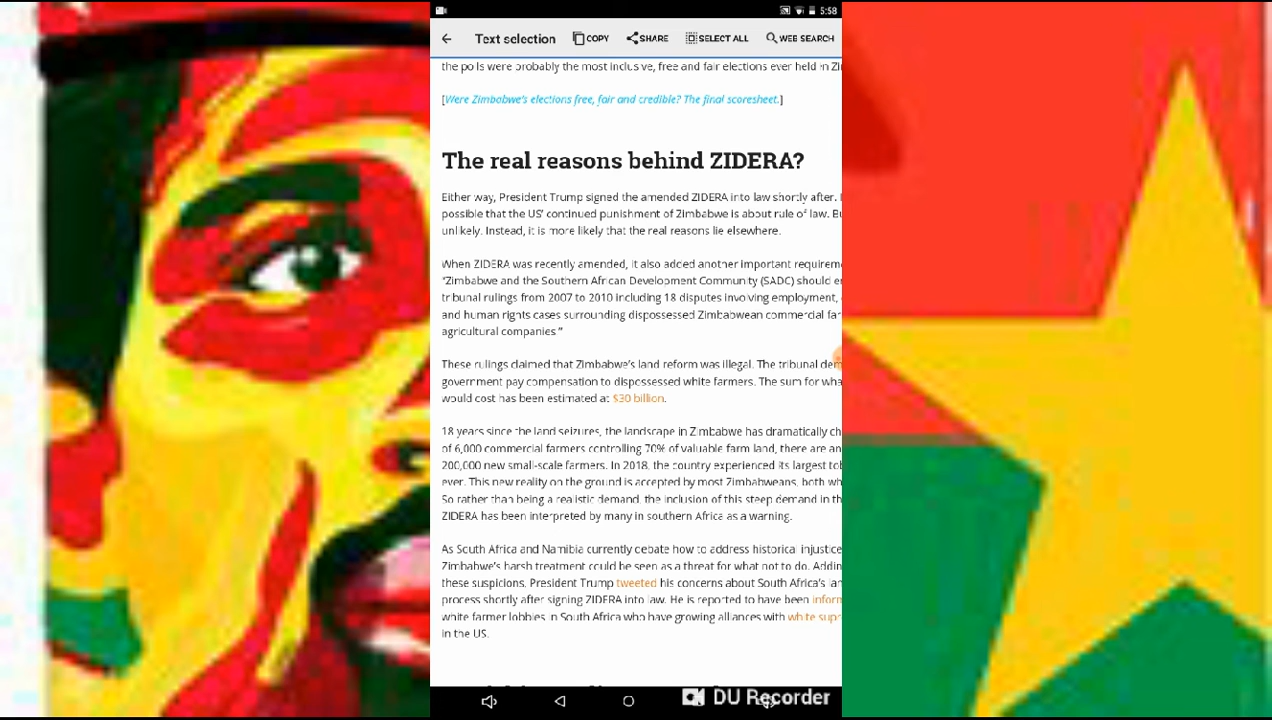 5:58
Text selection COPY SHARE SELECT ALL WEB SEARCH
the polls were probably the most inclusive, free and fair elections ever held in
[Were Zimbabwe's elections free, fair and credible? The final scoresheet.]
The real reasons behind ZIDERA?
Either way, President Trump signed the amended ZIDERA into law shortly after.
possible that the US' continued punishment of Zimbabwe is about rule of law.
unlikely. Instead, it is more likely that the real reasons lie elsewhere.
When ZIDERA was recently amended, it also added another important
"Zimbabwe and the Southern African Development Community (SADC) should
tribunal rulings from 2007 to 2010 including 18 disputes involving employment,
and human rights cases surrounding dispossessed Zimbabwean commercial
agricultural companies"
These rulings claimed that Zimbabwe's land reform was illegal. The tribunal
government pay compensation to dispossessed white farmers. The sum for
would cost has been estimated at $30 billion.
18 years since the land seizures, the landscape in Zimbabwe has dramatically
of 6,000 commercial farmers controlling 70% of valuable farm land, there are
200,000 new small-scale farmers. In 2018, the country experienced its largest
ever. This new reality on the ground is accepted by most Zimbabweans, both
So rather than being a realistic demand, the inclusion of this steep demand in
ZIDERA has been interpreted by many in southern Africa as a warning.
As South Africa and Namibia currently debate how to address historical
Zimbabwe's harsh treatment could be seen as a threat for what not to do.
these suspicions, President Trump tweeted his concerns about South Africa's
process shortly after signing ZIDERA into law. He is reported to have been
white farmer lobbies in South Africa who have growing alliances with white
in the US.
DU Recorder